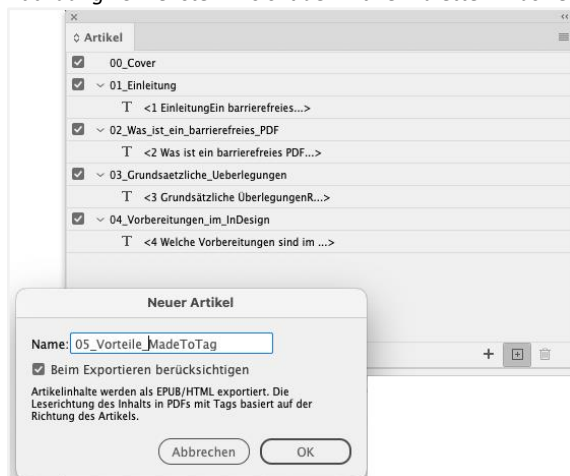 Artikel
00_Cover
01_Einleitung
T <1 EinleitungEin barrierefreies...>
02_Was_ist_ein_barrierefreies_PDF
T <2 Was ist ein barrierefreies PDF...>
03_Grundsaetzliche_Ueberlegungen
T <3 Grundsätzliche ÜberlegungenR...>
04_Vorbereitungen_im_InDesign
T <4 Welche Vorbereitungen sind im ...>
Neuer Artikel
Name: 05_Vorteile_MadeToTag
Beim Exportieren berücksichtigen
Artikelinhalte werden als EPUB/HTML exportiert. Die
Leserichtung des Inhalts in PDFs mit Tags basiert auf der
Richtung des Artikels.
Abbrechen OK